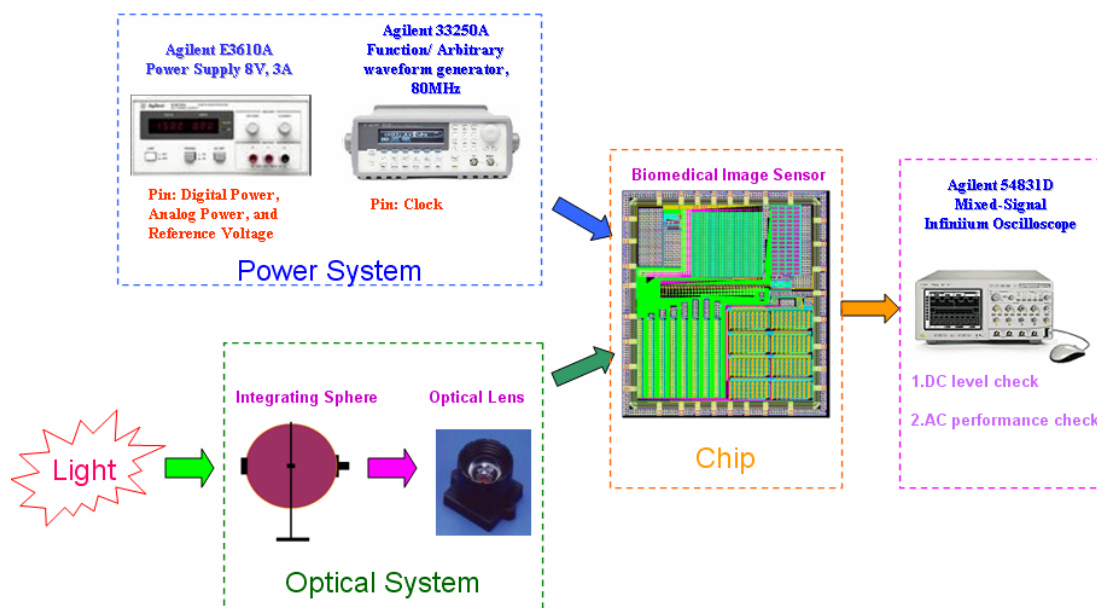 Agilent E3610A
Power Supply 8V, 3A
Agilent 33250A
Function/ Arbitrary
waveform generator,
80MHz
Pin: Digital Power,
Analog Power, and
Reference Voltage
Pin: Clock
Power System
Biomedical Image Sensor
Chip
Agilent 54831D
Mixed-Signal
Infiniium Oscilloscope
1.DC level check
2.AC performance check
Light
Integrating Sphere
Optical Lens
Optical System